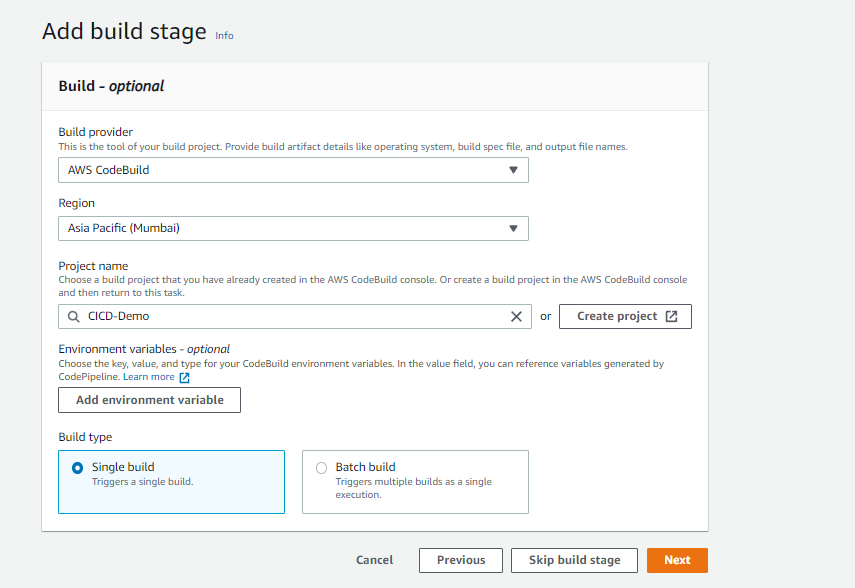 Add build stage Info
Build - optional
Build provider
This is the tool of your build project. Provide build artifact details like operating system, build spec file, and output file names.
AWS CodeBuild
Region
Asia Pacific (Mumbai)
Project name
Choose a build project that you have already created in the AWS CodeBuild console. Or create a build project in the AWS CodeBuild console
and then return to this task.
CICD-Demo or Create project
Environment variables - optional
Choose the key, value, and type for your CodeBuild environment variables. In the value field, you can reference variables generated by
CodePipeline. Learn more
Add environment variable
Build type
Single build
Triggers a single build.
Batch build
Triggers multiple builds as a single
execution.
Cancel Previous Skip build stage Next